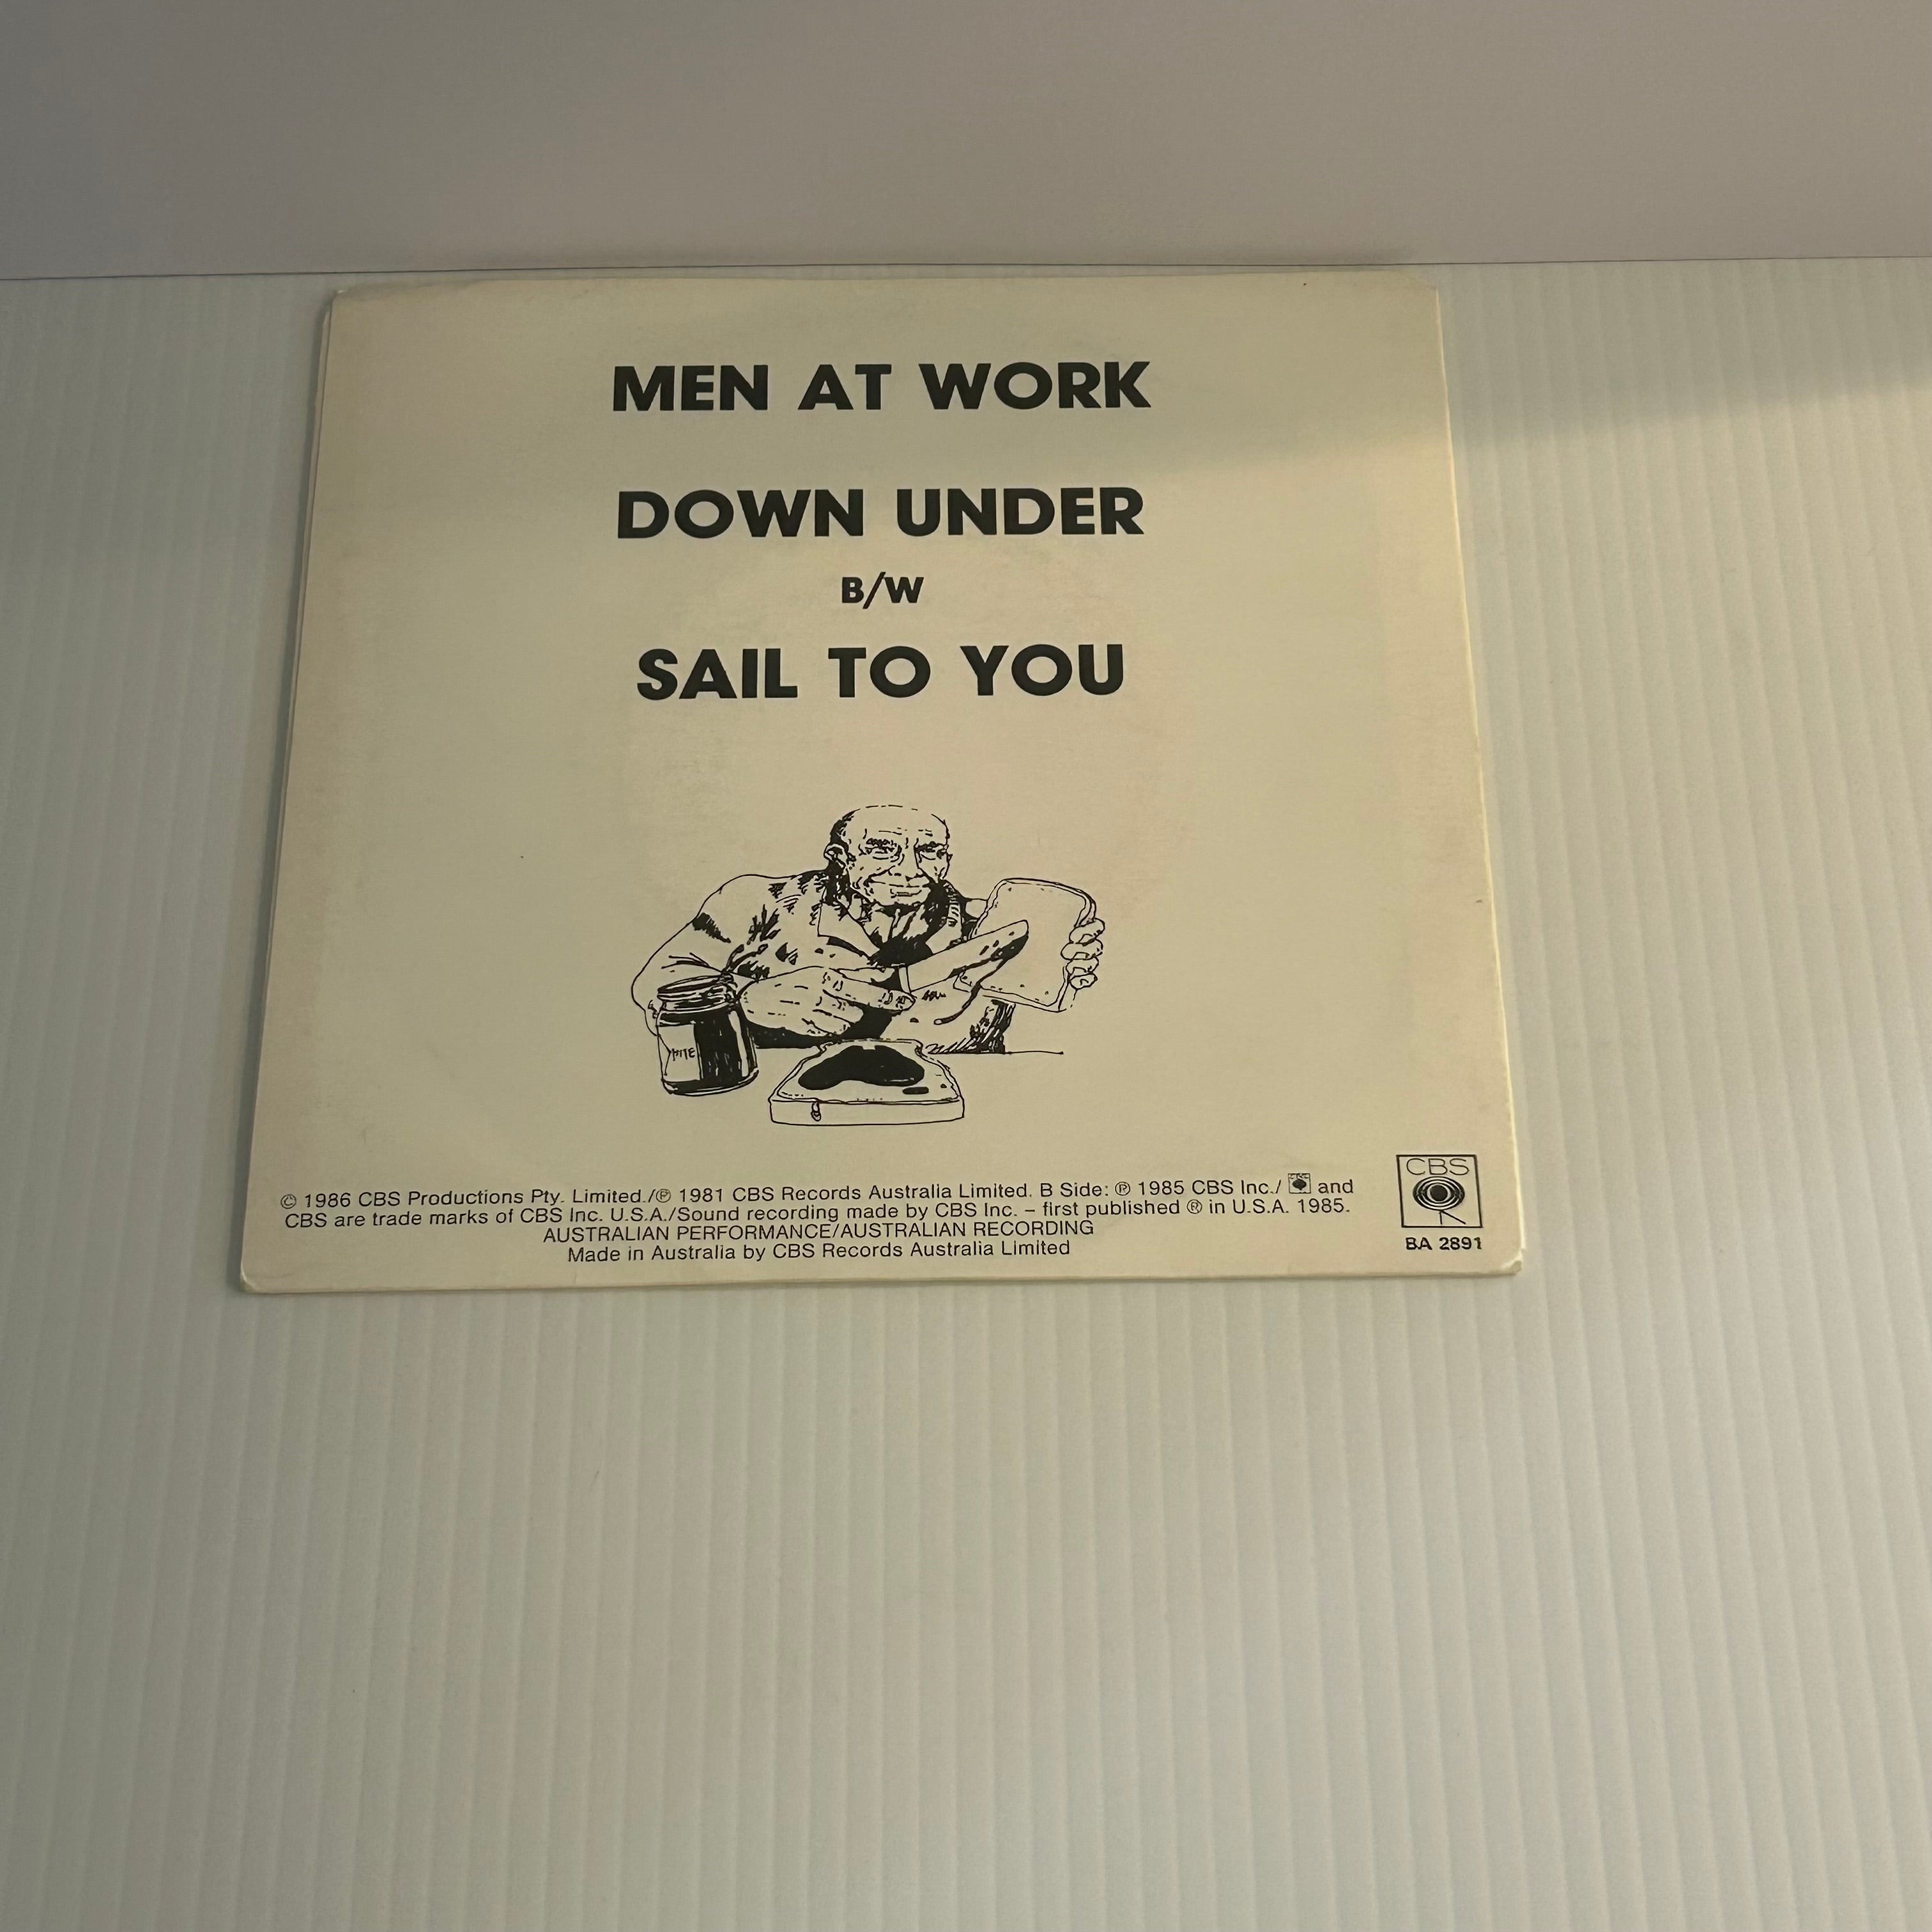 MEN AT WORK
DOWN UNDER
B/W
SAIL TO YOU
© 1986 CBS Productions Pty. Limited./℗ 1981 CBS Records Australia Limited. B Side: ℗ 1985 CBS Inc./ and
CBS are trade marks of CBS Inc. U.S.A./Sound recording made by CBS Inc. – first published ® in U.S.A. 1985.
AUSTRALIAN PERFORMANCE/AUSTRALIAN RECORDING
Made in Australia by CBS Records Australia Limited
CBS
BA 2891